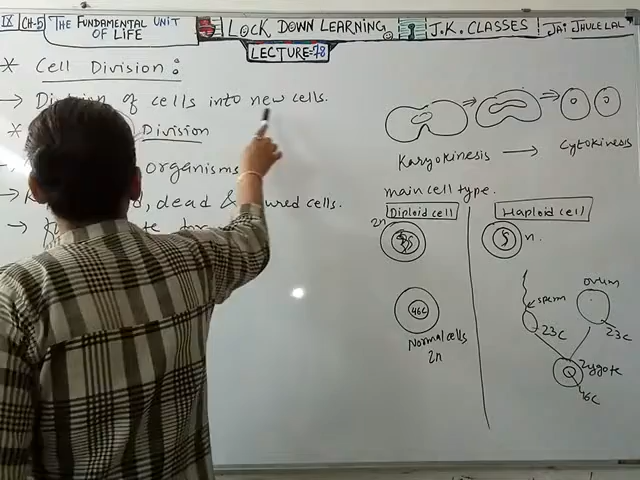 IX CH-5 THE FUNDAMENTAL UNIT OF LIFE
LOCK DOWN LEARNING
J.K. CLASSES
JAI JHULELAL
LECTURE-78
* Cell Division :
→ Division of cells into new cells.
* Division
organisms
dead & ured cells.
→
Karyokinesis → Cytokinesis
main cell type.
Diploid cell
Haploid cell
2n
n.
46C
Normal cells
2n
sperm
23C
ovum
23C
Zygote
46C